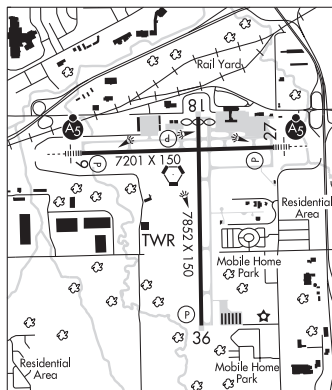 Rail Yard
18
A5
A5
P
27
P
P
9
7201 X 150
Residential
Area
7852 X 150
TWR
Mobile Home
Park
P
36
Residential
Area
Mobile Home
Park